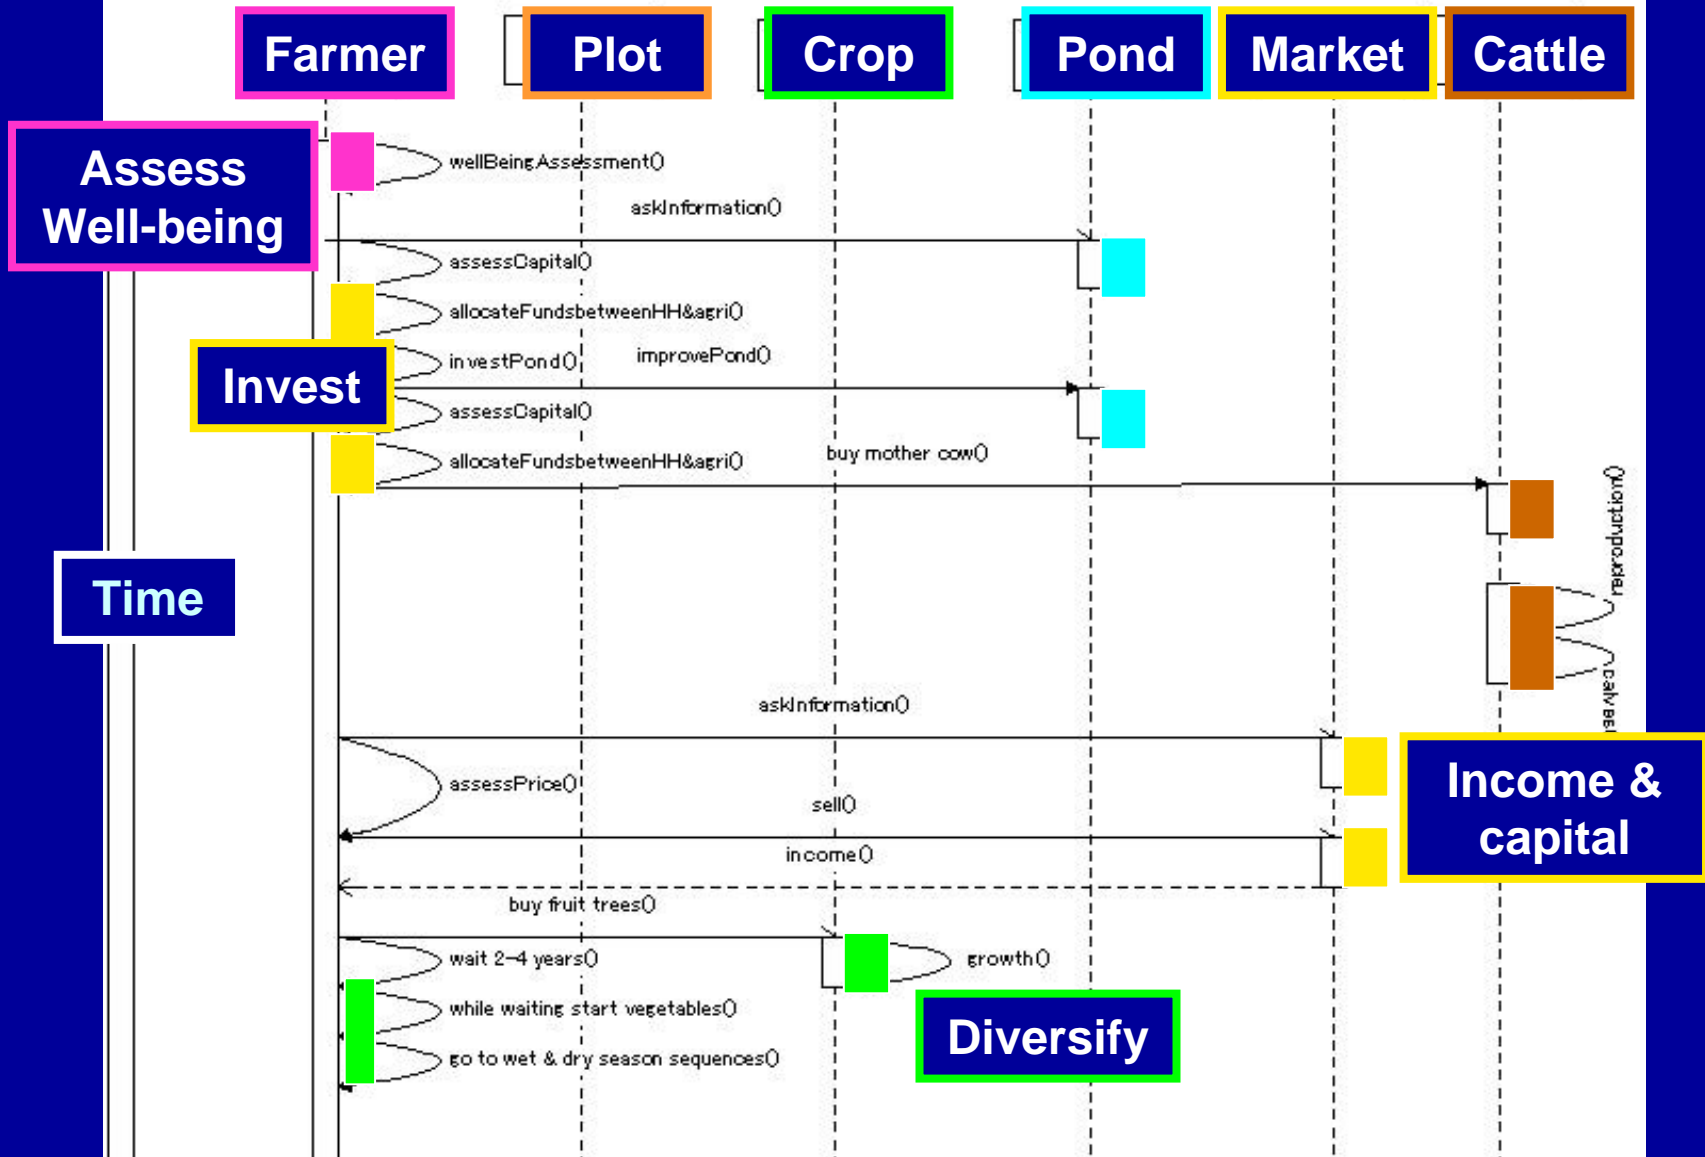 Farmer
Plot
Crop
Pond
Market
Cattle
Assess
Well-being
wellBeingAssessment()
askInformation()
assessCapital()
allocateFundsbetweenHH&agri()
investPond()
improvePond()
Invest
assessCapital()
allocateFundsbetweenHH&agri()
buy mother cow()
reproduction()
Time
calves
askInformation()
assessPrice()
sell()
Income &
capital
income()
buy fruit trees()
wait 2-4 years()
growth()
while waiting start vegetables()
Diversify
go to wet & dry season sequences()